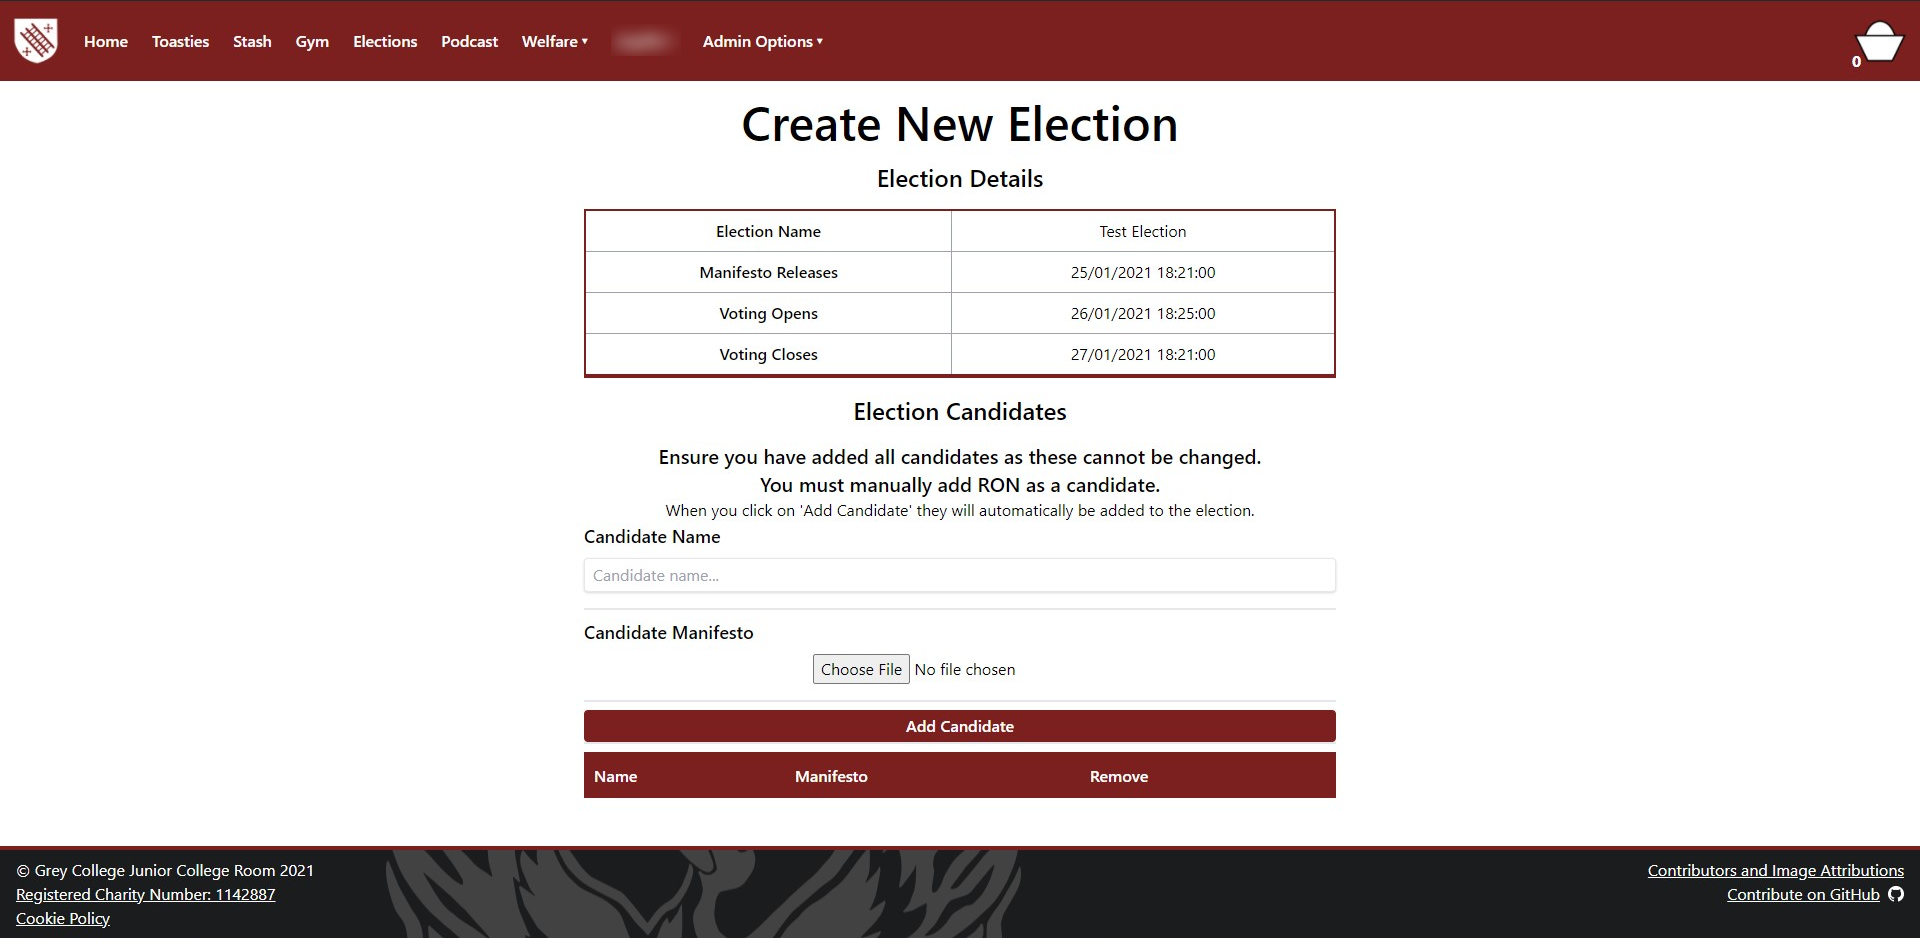 Home Toasties Stash Gym Elections Podcast Welfare ▾ Admin Options ▾
0
Create New Election
Election Details
Election Name Test Election
Manifesto Releases 25/01/2021 18:21:00
Voting Opens 26/01/2021 18:25:00
Voting Closes 27/01/2021 18:21:00
Election Candidates
Ensure you have added all candidates as these cannot be changed.
You must manually add RON as a candidate.
When you click on 'Add Candidate' they will automatically be added to the election.
Candidate Name
Candidate name...
Candidate Manifesto
Choose File No file chosen
Add Candidate
Name Manifesto Remove
© Grey College Junior College Room 2021
Registered Charity Number: 1142887
Cookie Policy
Contributors and Image Attributions
Contribute on GitHub